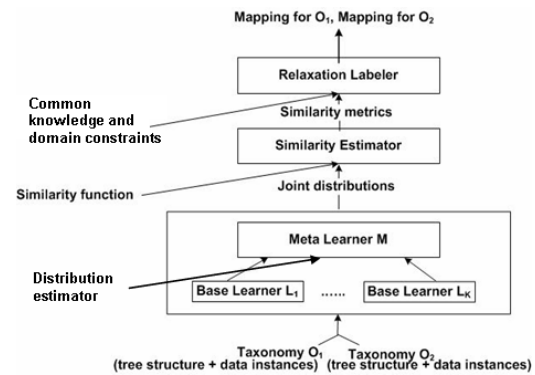 Mapping for O₁, Mapping for O₂
Relaxation Labeler
Common
knowledge and
domain constraints
Similarity metrics
Similarity Estimator
Similarity function
Joint distributions
Meta Learner M
Distribution
estimator
Base Learner L₁ ...... Base Learner Lₖ
Taxonomy O₁ Taxonomy O₂
(tree structure + data instances) (tree structure + data instances)